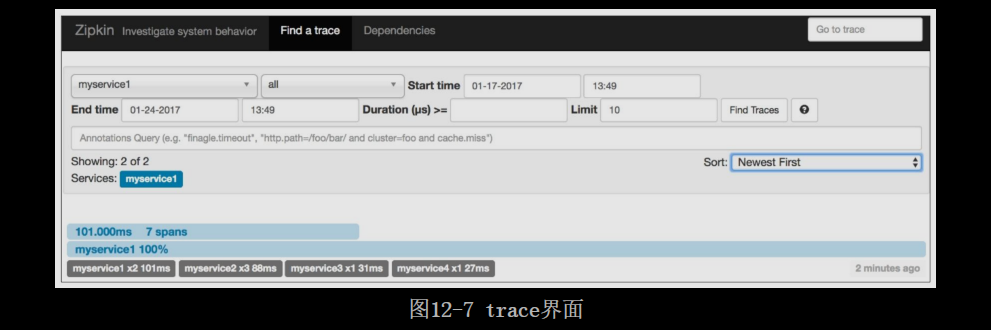 Zipkin Investigate system behavior Find a trace Dependencies Go to trace
myservice1 all Start time 01-17-2017 13:49
End time 01-24-2017 13:49 Duration (μs) >= Limit 10 Find Traces ?
Annotations Query (e.g. "finagle.timeout", "http.path=/foo/bar/ and cluster=foo and cache.miss")
Showing: 2 of 2 Sort: Newest First
Services: myservice1
101.000ms 7 spans
myservice1 100%
myservice1 x2 101ms myservice2 x3 88ms myservice3 x1 31ms myservice4 x1 27ms 2 minutes ago
图12-7 trace界面